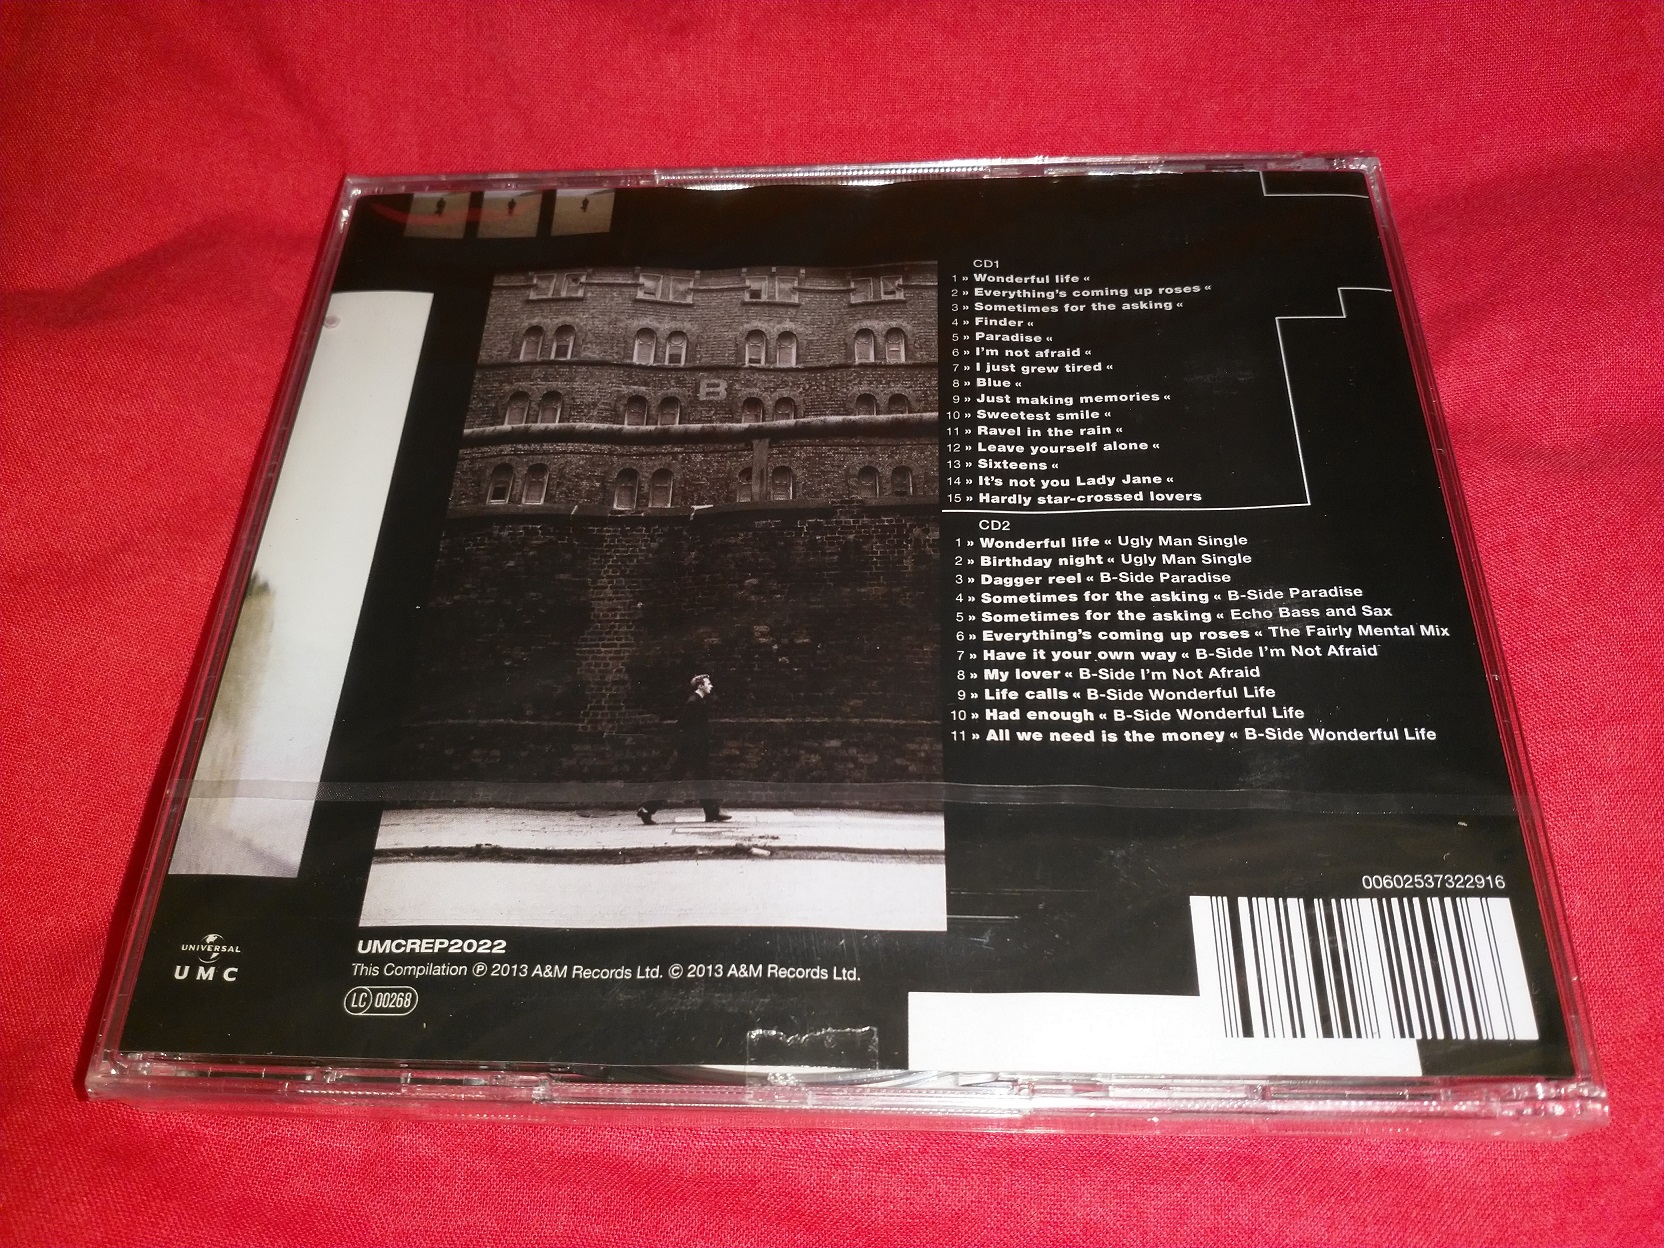 B
CD1
1 » Wonderful life «
2 » Everything's coming up roses «
3 » Sometimes for the asking «
4 » Finder «
5 » Paradise «
6 » I'm not afraid «
7 » I just grew tired «
8 » Blue «
9 » Just making memories «
10 » Sweetest smile «
11 » Ravel in the rain «
12 » Leave yourself alone «
13 » Sixteens «
14 » It's not you Lady Jane «
15 » Hardly star-crossed lovers
CD2
1 » Wonderful life « Ugly Man Single
2 » Birthday night « Ugly Man Single
3 » Dagger reel « B-Side Paradise
4 » Sometimes for the asking « B-Side Paradise
5 » Sometimes for the asking « Echo Bass and Sax
6 » Everything's coming up roses « The Fairly Mental Mix
7 » Have it your own way « B-Side I'm Not Afraid
8 » My lover « B-Side I'm Not Afraid
9 » Life calls « B-Side Wonderful Life
10 » Had enough « B-Side Wonderful Life
11 » All we need is the money « B-Side Wonderful Life
00602537322916
UNIVERSAL
UMC
UMCREP2022
This Compilation ℗ 2013 A&M Records Ltd. © 2013 A&M Records Ltd.
LC 00268